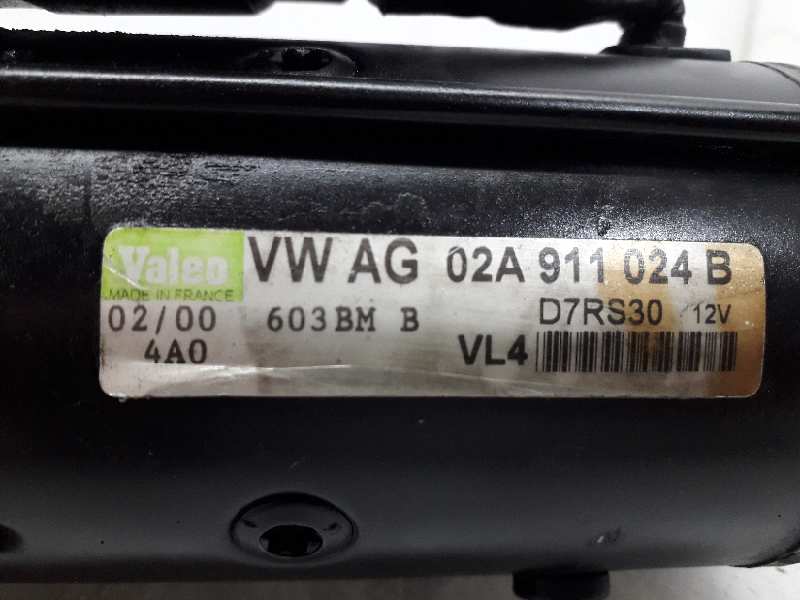 Valeo VW AG 02A 911 024 B
MADE IN FRANCE
02/00 603BM B D7RS30 12V
4A0 VL4